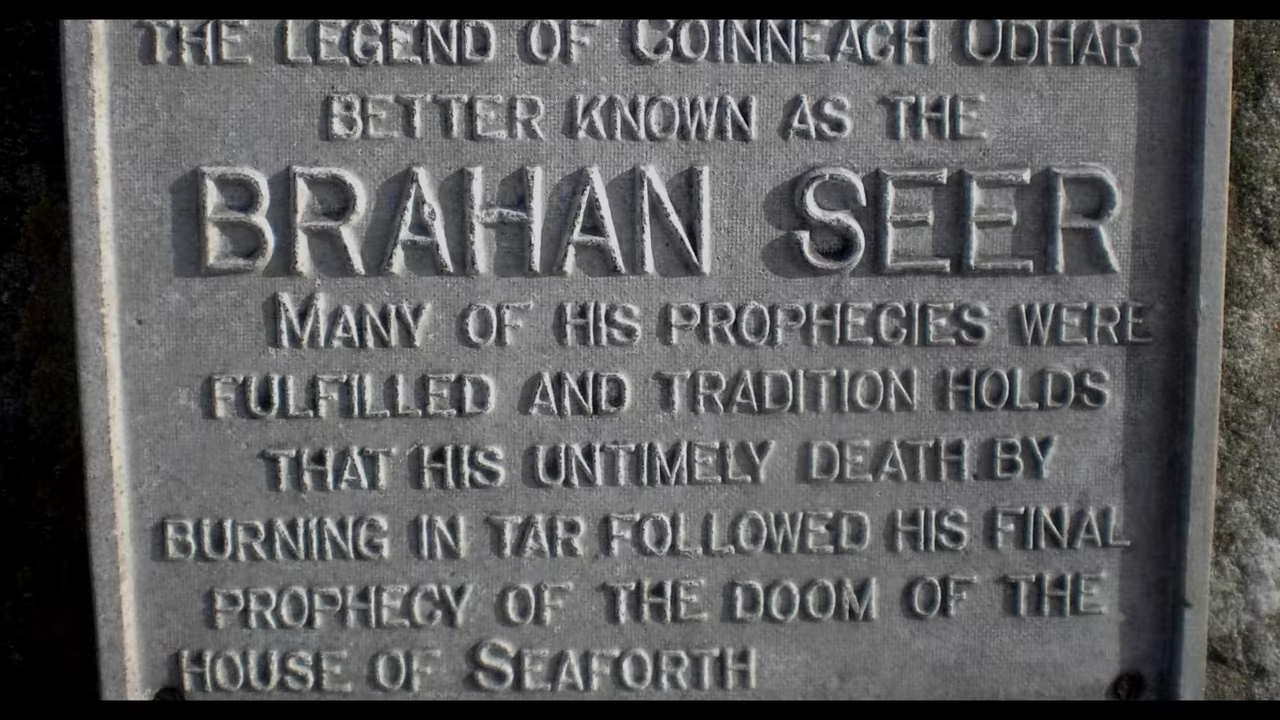 THE LEGEND OF COINNEACH ODHAR
BETTER KNOWN AS THE
BRAHAN SEER
MANY OF HIS PROPHECIES WERE
FULFILLED AND TRADITION HOLDS
THAT HIS UNTIMELY DEATH BY
BURNING IN TAR FOLLOWED HIS FINAL
PROPHECY OF THE DOOM OF THE
HOUSE OF SEAFORTH